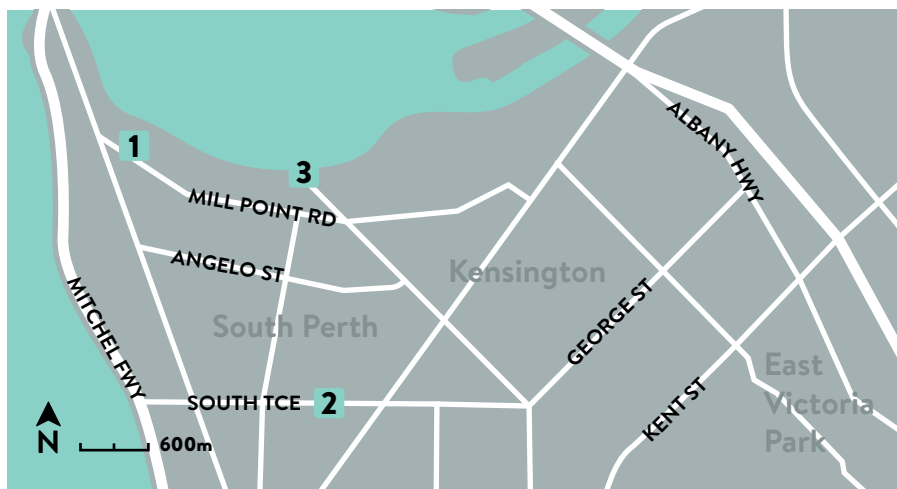 ALBANY HWY
1
3
MILL POINT RD
ANGELO ST
Kensington
MITCHEL FWY
South Perth
GEORGE ST
East
Victoria
Park
SOUTH TCE
2
KENT ST
N
600m